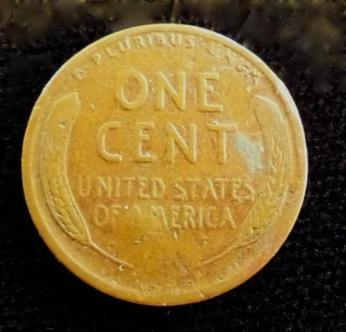 E PLURIBUS UNUM
ONE
CENT
UNITED STATES
OF AMERICA